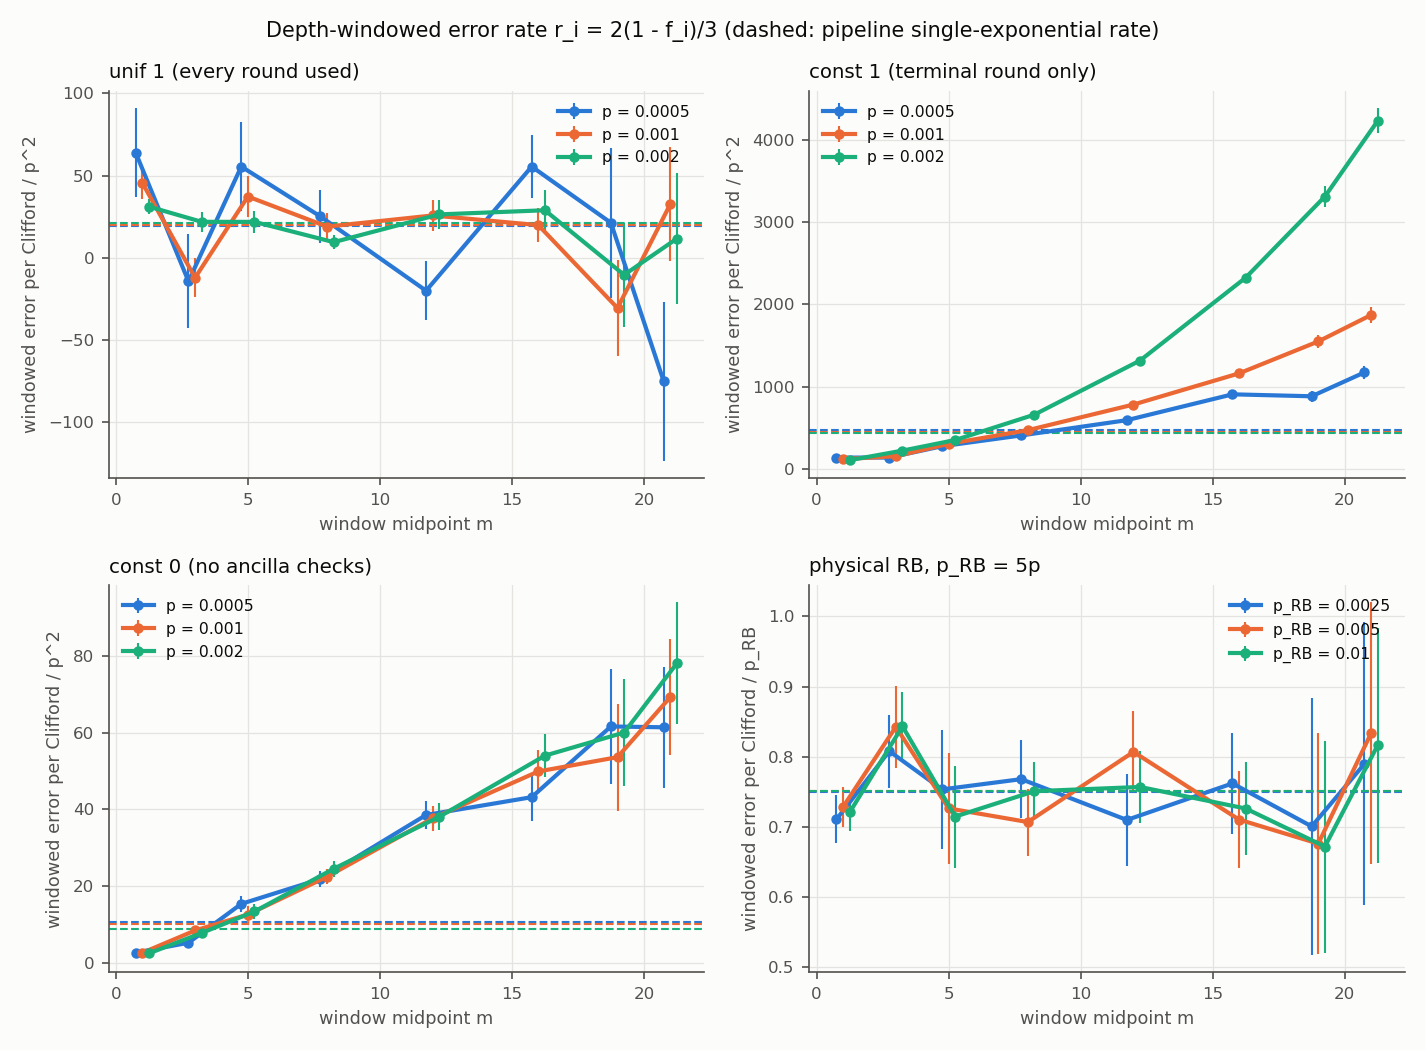 Depth-windowed error rate r_i = 2(1 - f_i)/3 (dashed: pipeline single-exponential rate)
unif 1 (every round used)
windowed error per Clifford / p^2
100
50
0
−50
−100
p = 0.0005
p = 0.001
p = 0.002
0
5
10
15
20
window midpoint m
const 1 (terminal round only)
windowed error per Clifford / p^2
4000
3000
2000
1000
0
p = 0.0005
p = 0.001
p = 0.002
0
5
10
15
20
window midpoint m
const 0 (no ancilla checks)
windowed error per Clifford / p^2
80
60
40
20
0
p = 0.0005
p = 0.001
p = 0.002
0
5
10
15
20
window midpoint m
physical RB, p_RB = 5p
windowed error per Clifford / p_RB
1.0
0.9
0.8
0.7
0.6
0.5
p_RB = 0.0025
p_RB = 0.005
p_RB = 0.01
0
5
10
15
20
window midpoint m